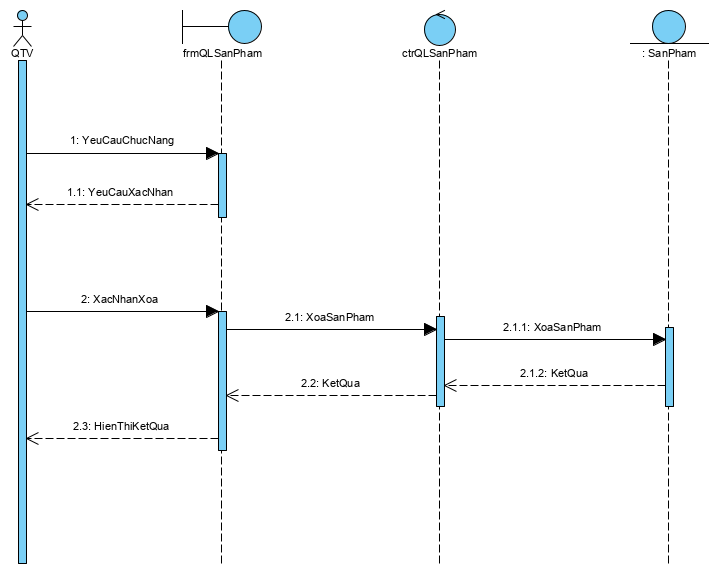 QTV
frmQLSanPham
ctrQLSanPham
: SanPham
1: YeuCauChucNang
1.1: YeuCauXacNhan
2: XacNhanXoa
2.1: XoaSanPham
2.1.1: XoaSanPham
2.1.2: KetQua
2.2: KetQua
2.3: HienThiKetQua